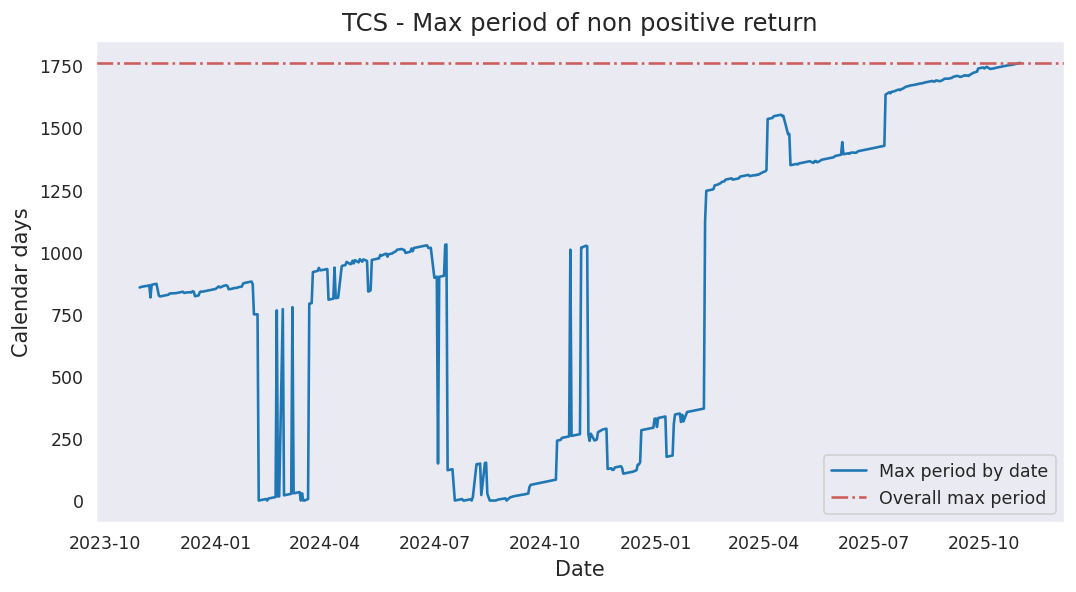 TCS - Max period of non positive return
Calendar days
1750
1500
1250
1000
750
500
250
0
2023-10 2024-01 2024-04 2024-07 2024-10 2025-01 2025-04 2025-07 2025-10
Date
Max period by date
Overall max period